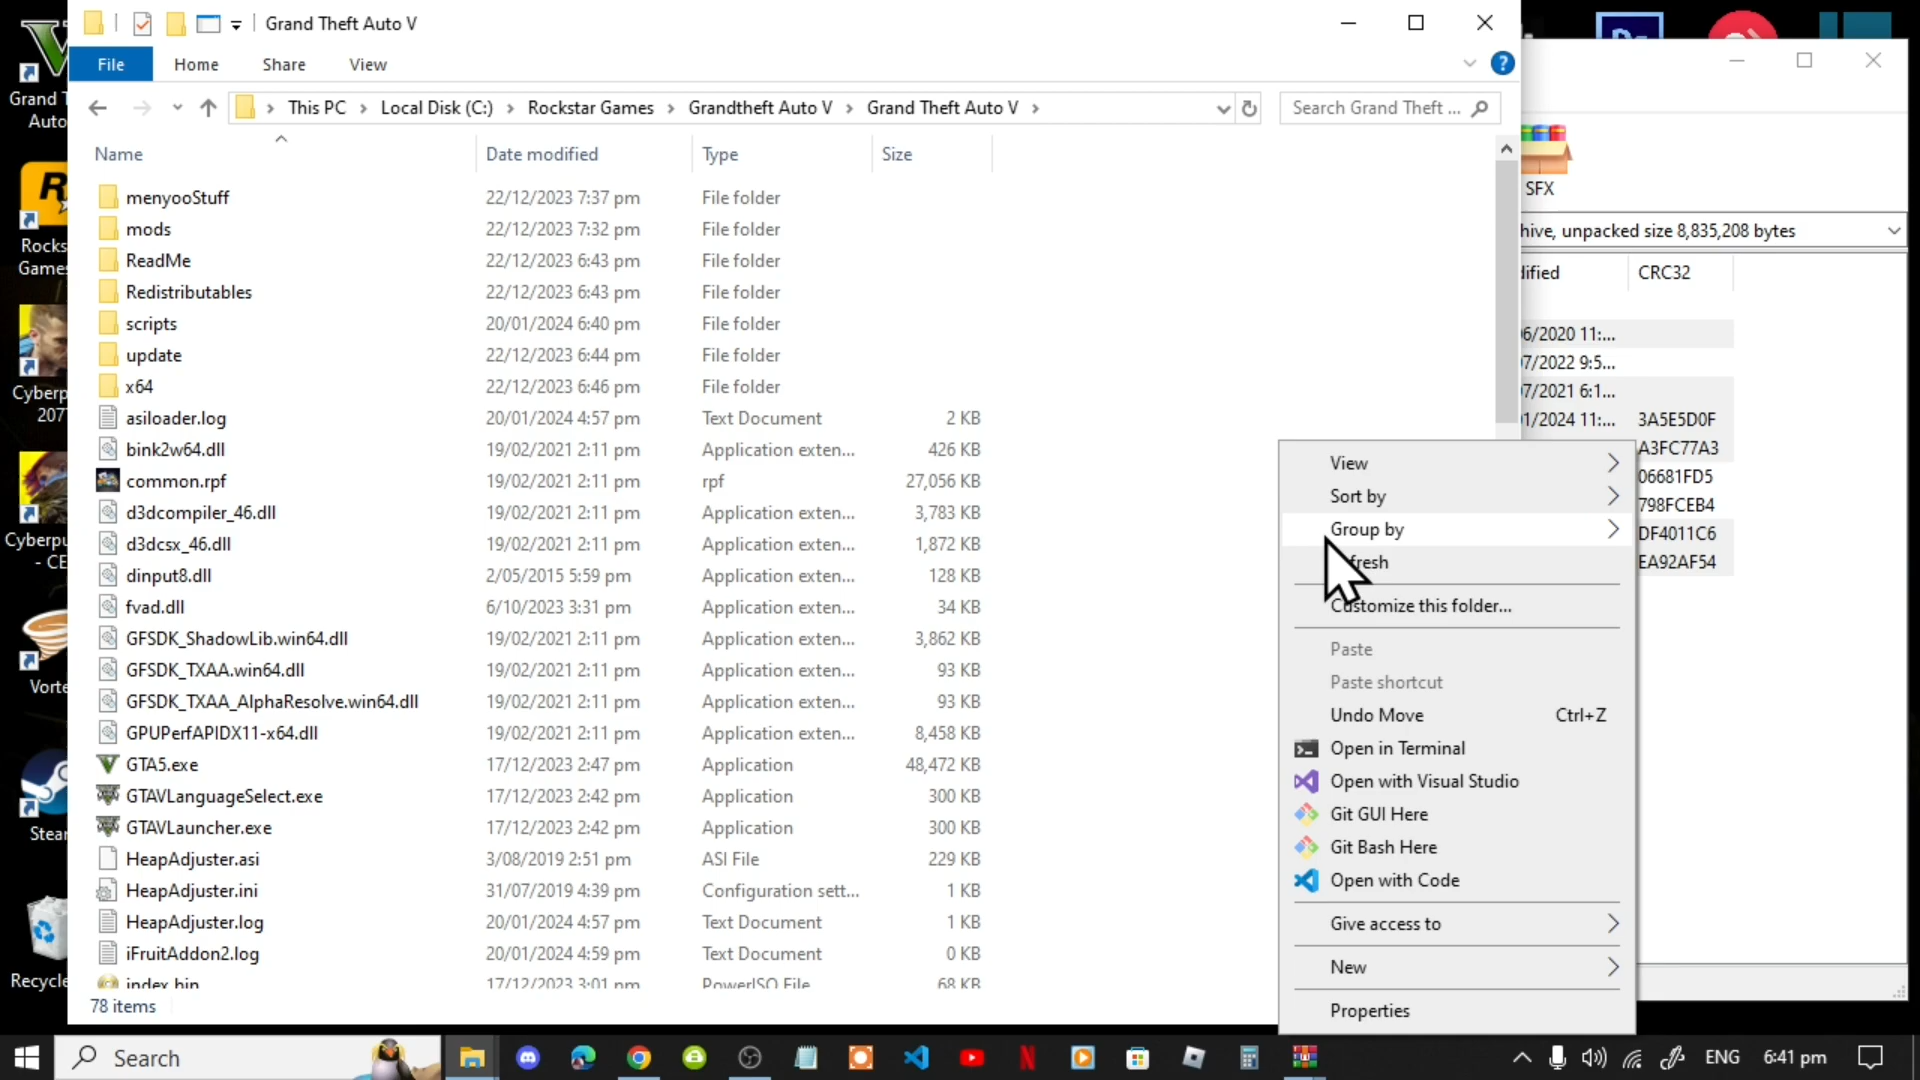 Grand Theft Auto V
File Home Share View
This PC Local Disk (C:) Rockstar Games Grandtheft Auto V Grand Theft Auto V
Search Grand Theft ...
Name Date modified Type Size
menyooStuff 22/12/2023 7:37 pm File folder
mods 22/12/2023 7:32 pm File folder
ReadMe 22/12/2023 6:43 pm File folder
Redistributables 22/12/2023 6:43 pm File folder
scripts 20/01/2024 6:40 pm File folder
update 22/12/2023 6:44 pm File folder
x64 22/12/2023 6:46 pm File folder
asiloader.log 20/01/2024 4:57 pm Text Document 2 KB
bink2w64.dll 19/02/2021 2:11 pm Application exten... 426 KB
common.rpf 19/02/2021 2:11 pm rpf 27,056 KB
d3dcompiler_46.dll 19/02/2021 2:11 pm Application exten... 3,783 KB
d3dcsx_46.dll 19/02/2021 2:11 pm Application exten... 1,872 KB
dinput8.dll 2/05/2015 5:59 pm Application exten... 128 KB
fvad.dll 6/10/2023 3:31 pm Application exten... 34 KB
GFSDK_ShadowLib.win64.dll 19/02/2021 2:11 pm Application exten... 3,862 KB
GFSDK_TXAA.win64.dll 19/02/2021 2:11 pm Application exten... 93 KB
GFSDK_TXAA_AlphaResolve.win64.dll 19/02/2021 2:11 pm Application exten... 93 KB
GPUPerfAPIDX11-x64.dll 19/02/2021 2:11 pm Application exten... 8,458 KB
GTA5.exe 17/12/2023 2:47 pm Application 48,472 KB
GTAVLanguageSelect.exe 17/12/2023 2:42 pm Application 300 KB
GTAVLauncher.exe 17/12/2023 2:42 pm Application 300 KB
HeapAdjuster.asi 3/08/2019 2:51 pm ASI File 229 KB
HeapAdjuster.ini 31/07/2019 4:39 pm Configuration sett... 1 KB
HeapAdjuster.log 20/01/2024 4:57 pm Text Document 1 KB
iFruitAddon2.log 20/01/2024 4:59 pm Text Document 0 KB
index.bin 17/12/2023 3:01 pm PowerISO File 68 KB
78 items
View
Sort by
Group by
fresh
Customize this folder...
Paste
Paste shortcut
Undo Move Ctrl+Z
Open in Terminal
Open with Visual Studio
Git GUI Here
Git Bash Here
Open with Code
Give access to
New
Properties
SFX
hive, unpacked size 8,835,208 bytes
dified CRC32
06/2020 11:...
07/2022 9:5...
07/2021 6:1...
01/2024 11:... 3A5E5D0F
A3FC77A3
06681FD5
798FCEB4
DF4011C6
EA92AF54
Grand T
Auto
Rocks
Game
Cyberp
207
Cyberpu
- CE
Vorte
Stear
Recycle
Search
ENG
6:41 pm